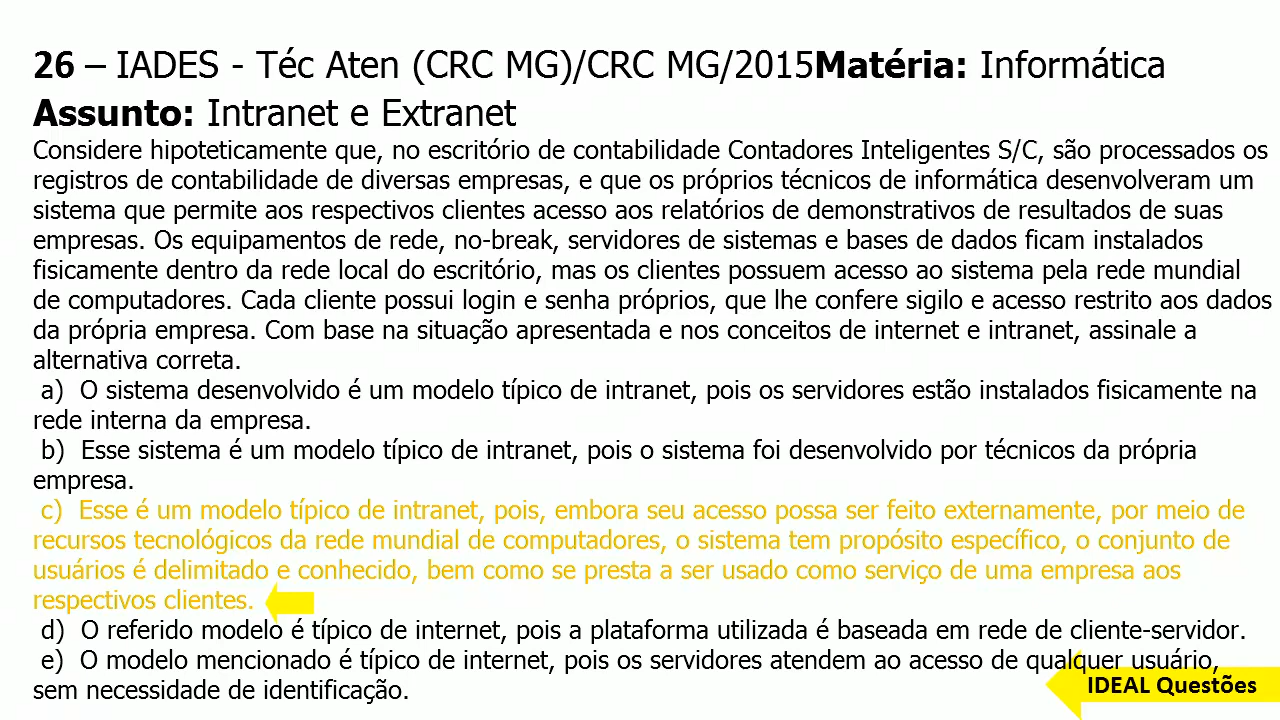 26 – IADES - Téc Aten (CRC MG)/CRC MG/2015Matéria: Informática
Assunto: Intranet e Extranet
Considere hipoteticamente que, no escritório de contabilidade Contadores Inteligentes S/C, são processados os
registros de contabilidade de diversas empresas, e que os próprios técnicos de informática desenvolveram um
sistema que permite aos respectivos clientes acesso aos relatórios de demonstrativos de resultados de suas
empresas. Os equipamentos de rede, no-break, servidores de sistemas e bases de dados ficam instalados
fisicamente dentro da rede local do escritório, mas os clientes possuem acesso ao sistema pela rede mundial
de computadores. Cada cliente possui login e senha próprios, que lhe confere sigilo e acesso restrito aos dados
da própria empresa. Com base na situação apresentada e nos conceitos de internet e intranet, assinale a
alternativa correta.
a) O sistema desenvolvido é um modelo típico de intranet, pois os servidores estão instalados fisicamente na
rede interna da empresa.
b) Esse sistema é um modelo típico de intranet, pois o sistema foi desenvolvido por técnicos da própria
empresa.
c) Esse é um modelo típico de intranet, pois, embora seu acesso possa ser feito externamente, por meio de
recursos tecnológicos da rede mundial de computadores, o sistema tem propósito específico, o conjunto de
usuários é delimitado e conhecido, bem como se presta a ser usado como serviço de uma empresa aos
respectivos clientes.
d) O referido modelo é típico de internet, pois a plataforma utilizada é baseada em rede de cliente-servidor.
e) O modelo mencionado é típico de internet, pois os servidores atendem ao acesso de qualquer usuário,
sem necessidade de identificação.
IDEAL Questões